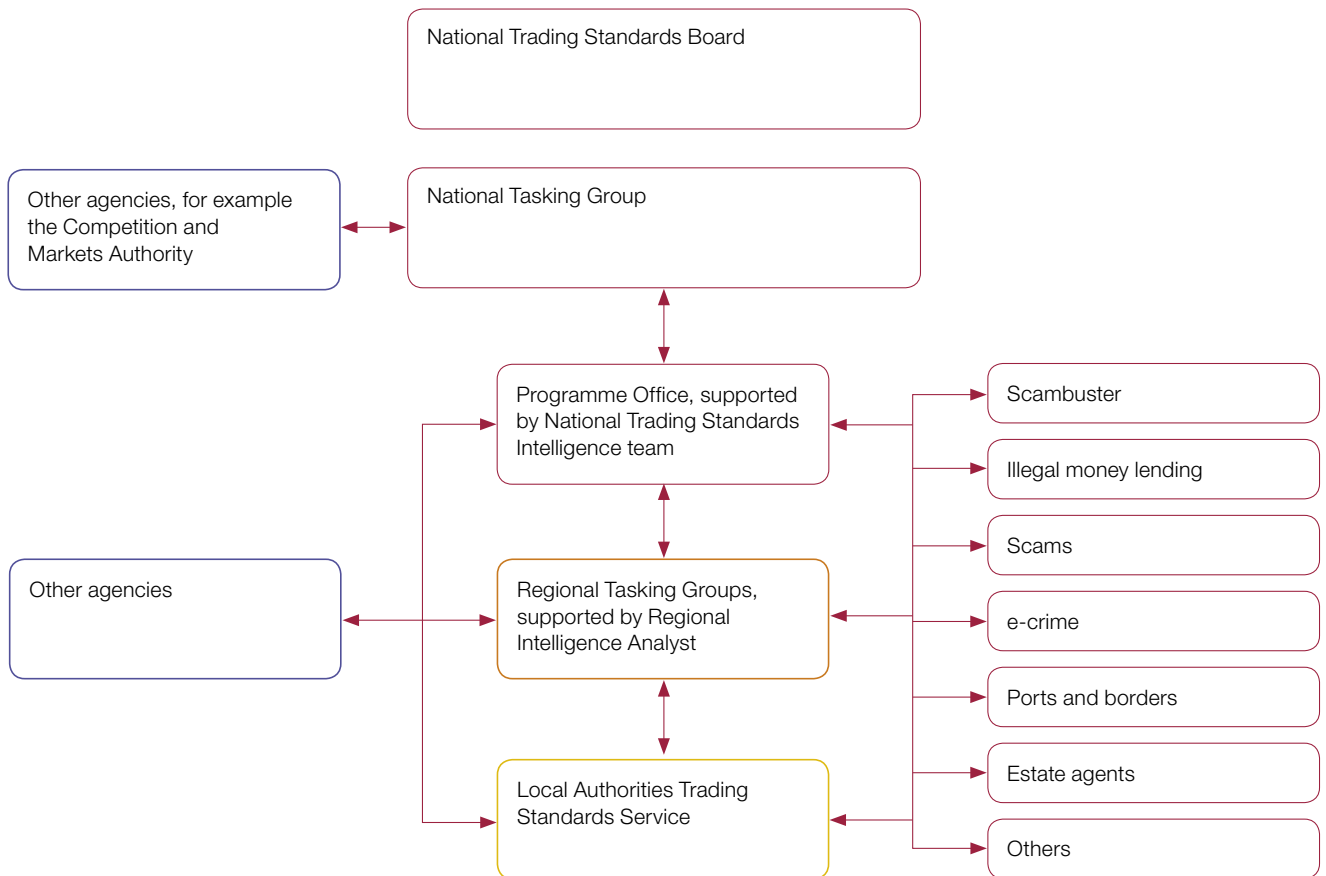 National Trading Standards Board
Other agencies, for example
the Competition and
Markets Authority
National Tasking Group
Programme Office, supported
by National Trading Standards
Intelligence team
Scambuster
Illegal money lending
Scams
Other agencies
Regional Tasking Groups,
supported by Regional
Intelligence Analyst
e-crime
Ports and borders
Local Authorities Trading
Standards Service
Estate agents
Others